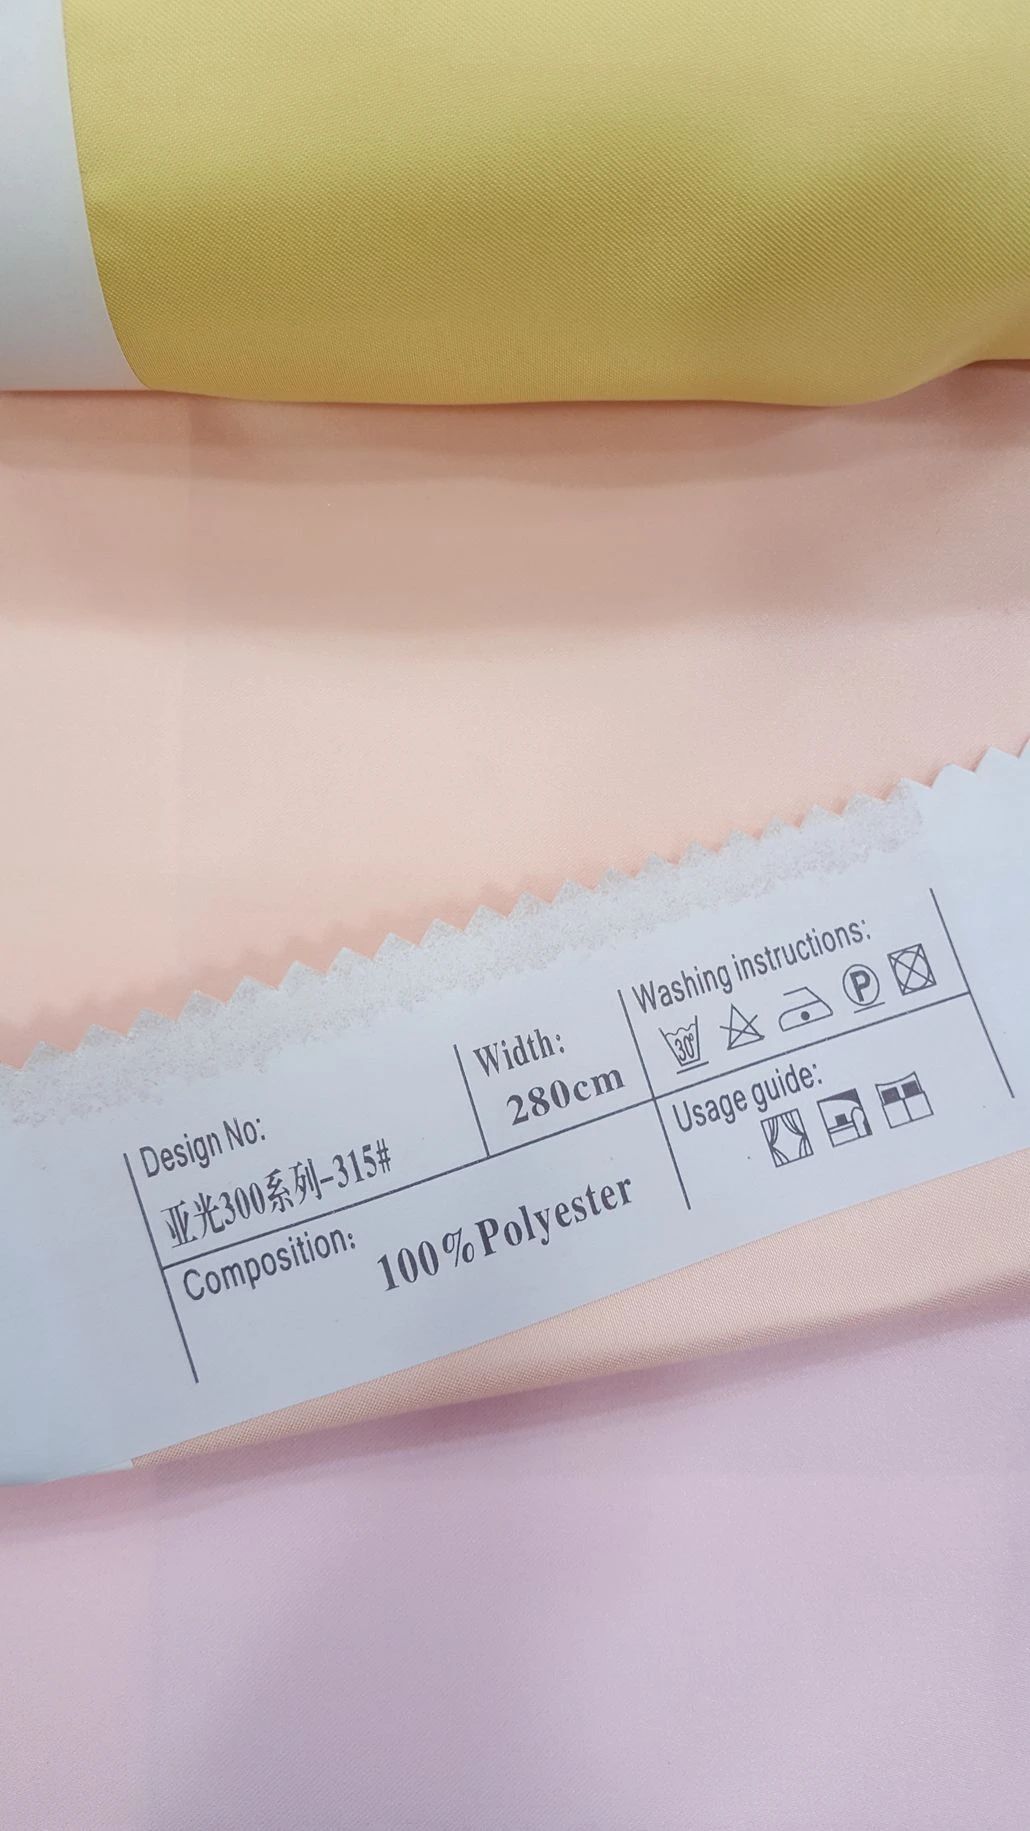 Design No:
亚光300系列-315#
Width:
280cm
Washing instructions:
30°
P
Composition:
100%Polyester
Usage guide: